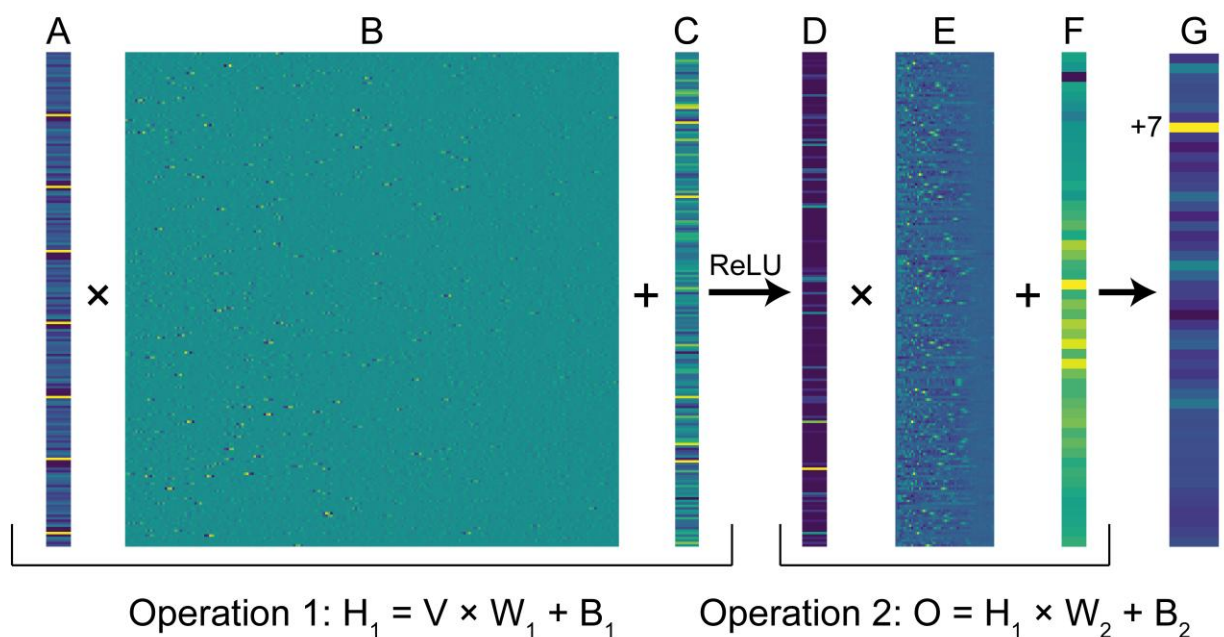 A B C D E F G
+7
ReLU
× + × +
Operation 1: H₁ = V × W₁ + B₁
Operation 2: O = H₁ × W₂ + B₂